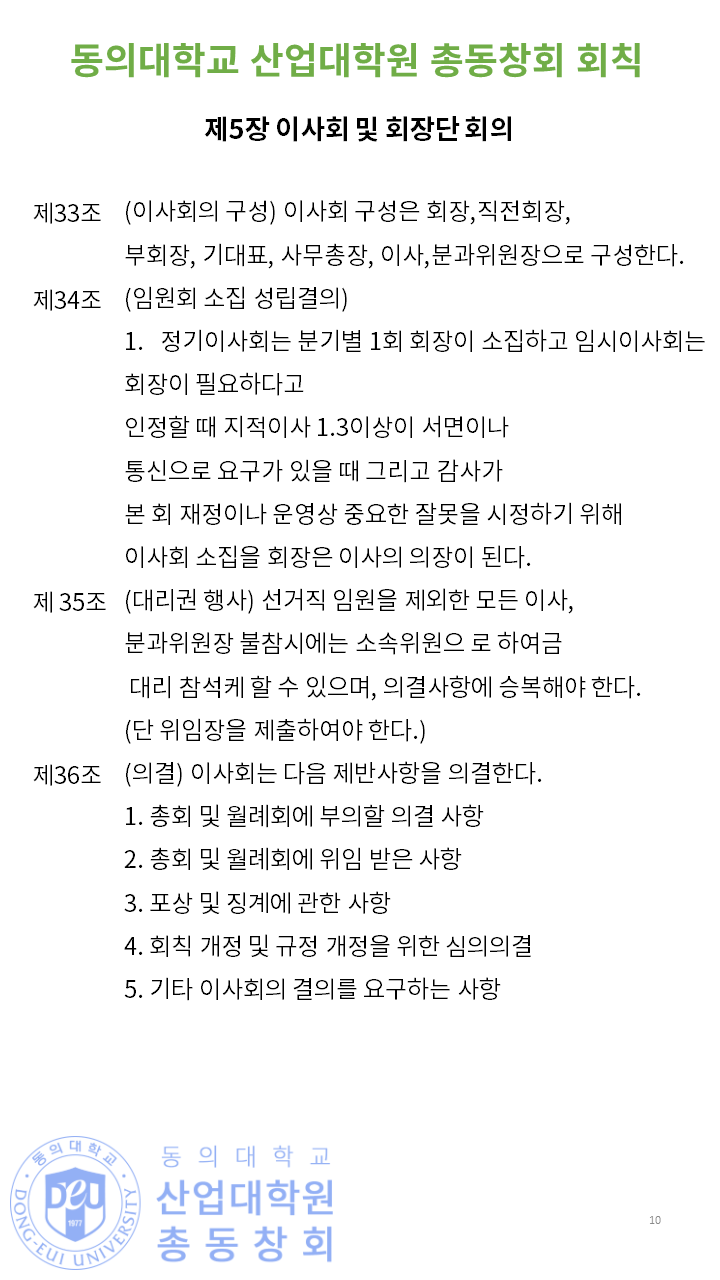 동의대학교 산업대학원 총동창회 회칙
제5장 이사회 및 회장단 회의
제33조 (이사회의 구성) 이사회 구성은 회장,직전회장,
부회장, 기대표, 사무총장, 이사,분과위원장으로 구성한다.
제34조 (임원회 소집 성립결의)
1. 정기이사회는 분기별 1회 회장이 소집하고 임시이사회는
회장이 필요하다고
인정할 때 지적이사 1.3이상이 서면이나
통신으로 요구가 있을 때 그리고 감사가
본 회 재정이나 운영상 중요한 잘못을 시정하기 위해
이사회 소집을 회장은 이사의 의장이 된다.
제 35조 (대리권 행사) 선거직 임원을 제외한 모든 이사,
분과위원장 불참시에는 소속위원으 로 하여금
대리 참석케 할 수 있으며, 의결사항에 승복해야 한다.
(단 위임장을 제출하여야 한다.)
제36조 (의결) 이사회는 다음 제반사항을 의결한다.
1. 총회 및 월례회에 부의할 의결 사항
2. 총회 및 월례회에 위임 받은 사항
3. 포상 및 징계에 관한 사항
4. 회칙 개정 및 규정 개정을 위한 심의의결
5. 기타 이사회의 결의를 요구하는 사항
동의대학교
DEU
1977
DONG-EUI UNIVERSITY
동 의 대 학 교
산업대학원
총 동 창 회
10